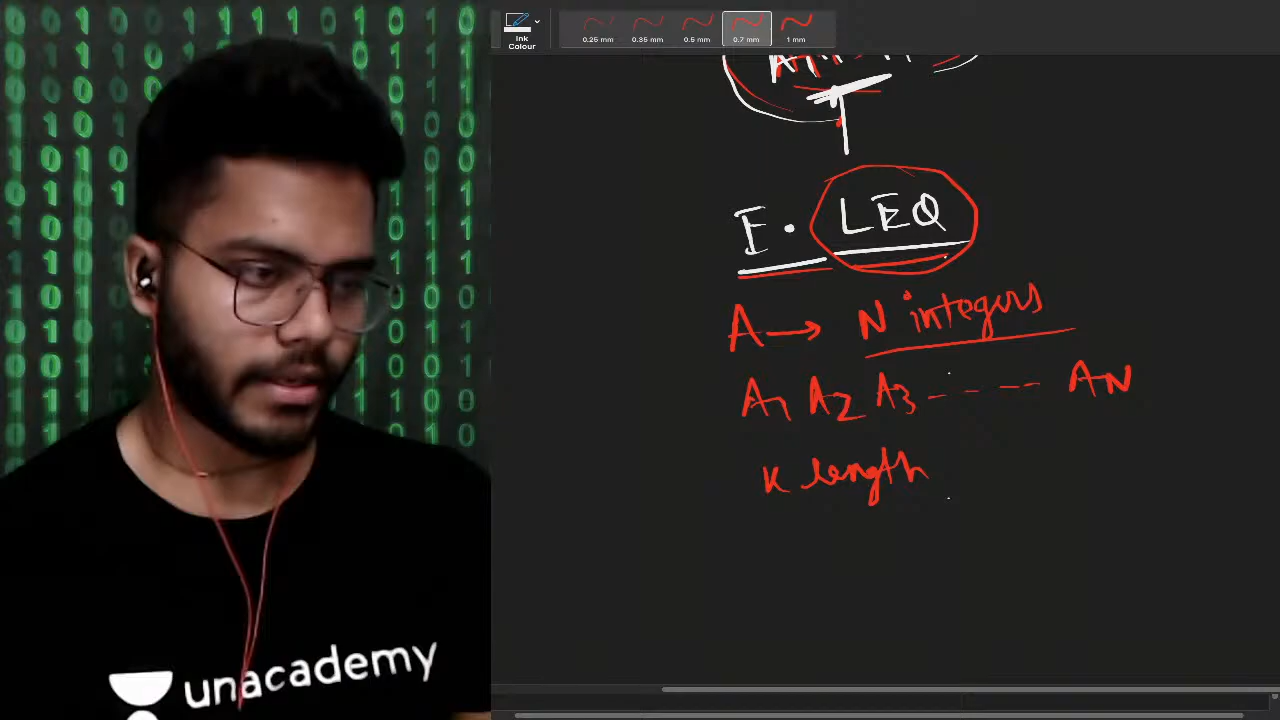 Ink
Colour
0.25 mm 0.35 mm 0.5 mm 0.7 mm 1 mm
E. LEQ
A → N integers
A1 A2 A3 ---- AN
K length
unacademy